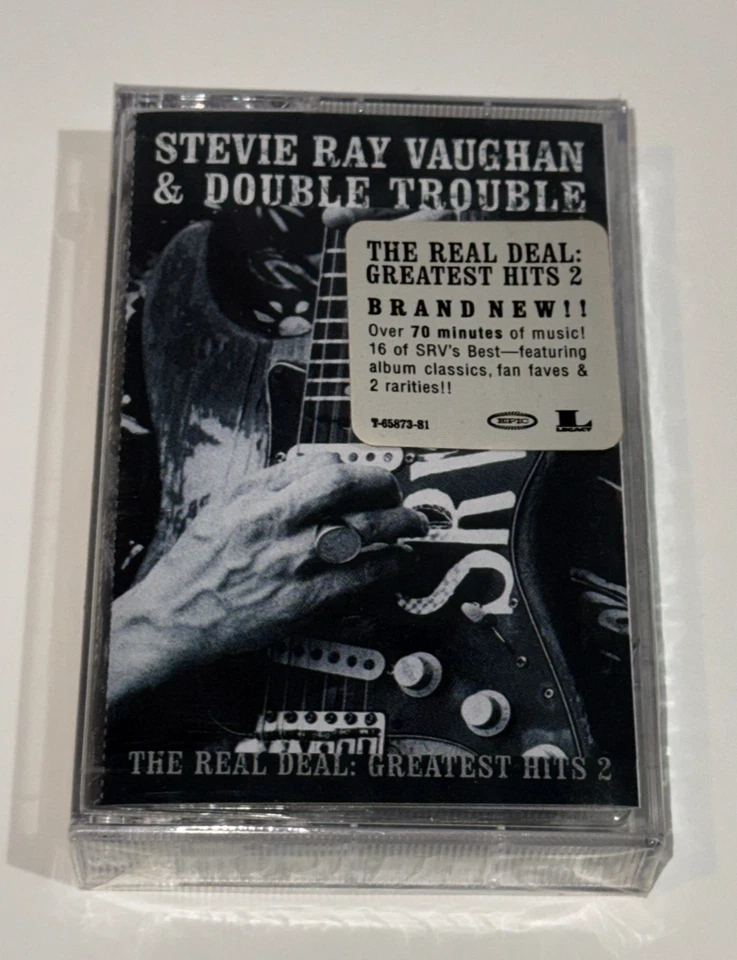 STEVIE RAY VAUGHAN
& DOUBLE TROUBLE
THE REAL DEAL:
GREATEST HITS 2
BRAND NEW!!
Over 70 minutes of music!
16 of SRV's Best—featuring
album classics, fan faves &
2 rarities!!
T-65873-S1
EPIC
L
LEGACY
SRV
THE REAL DEAL: GREATEST HITS 2